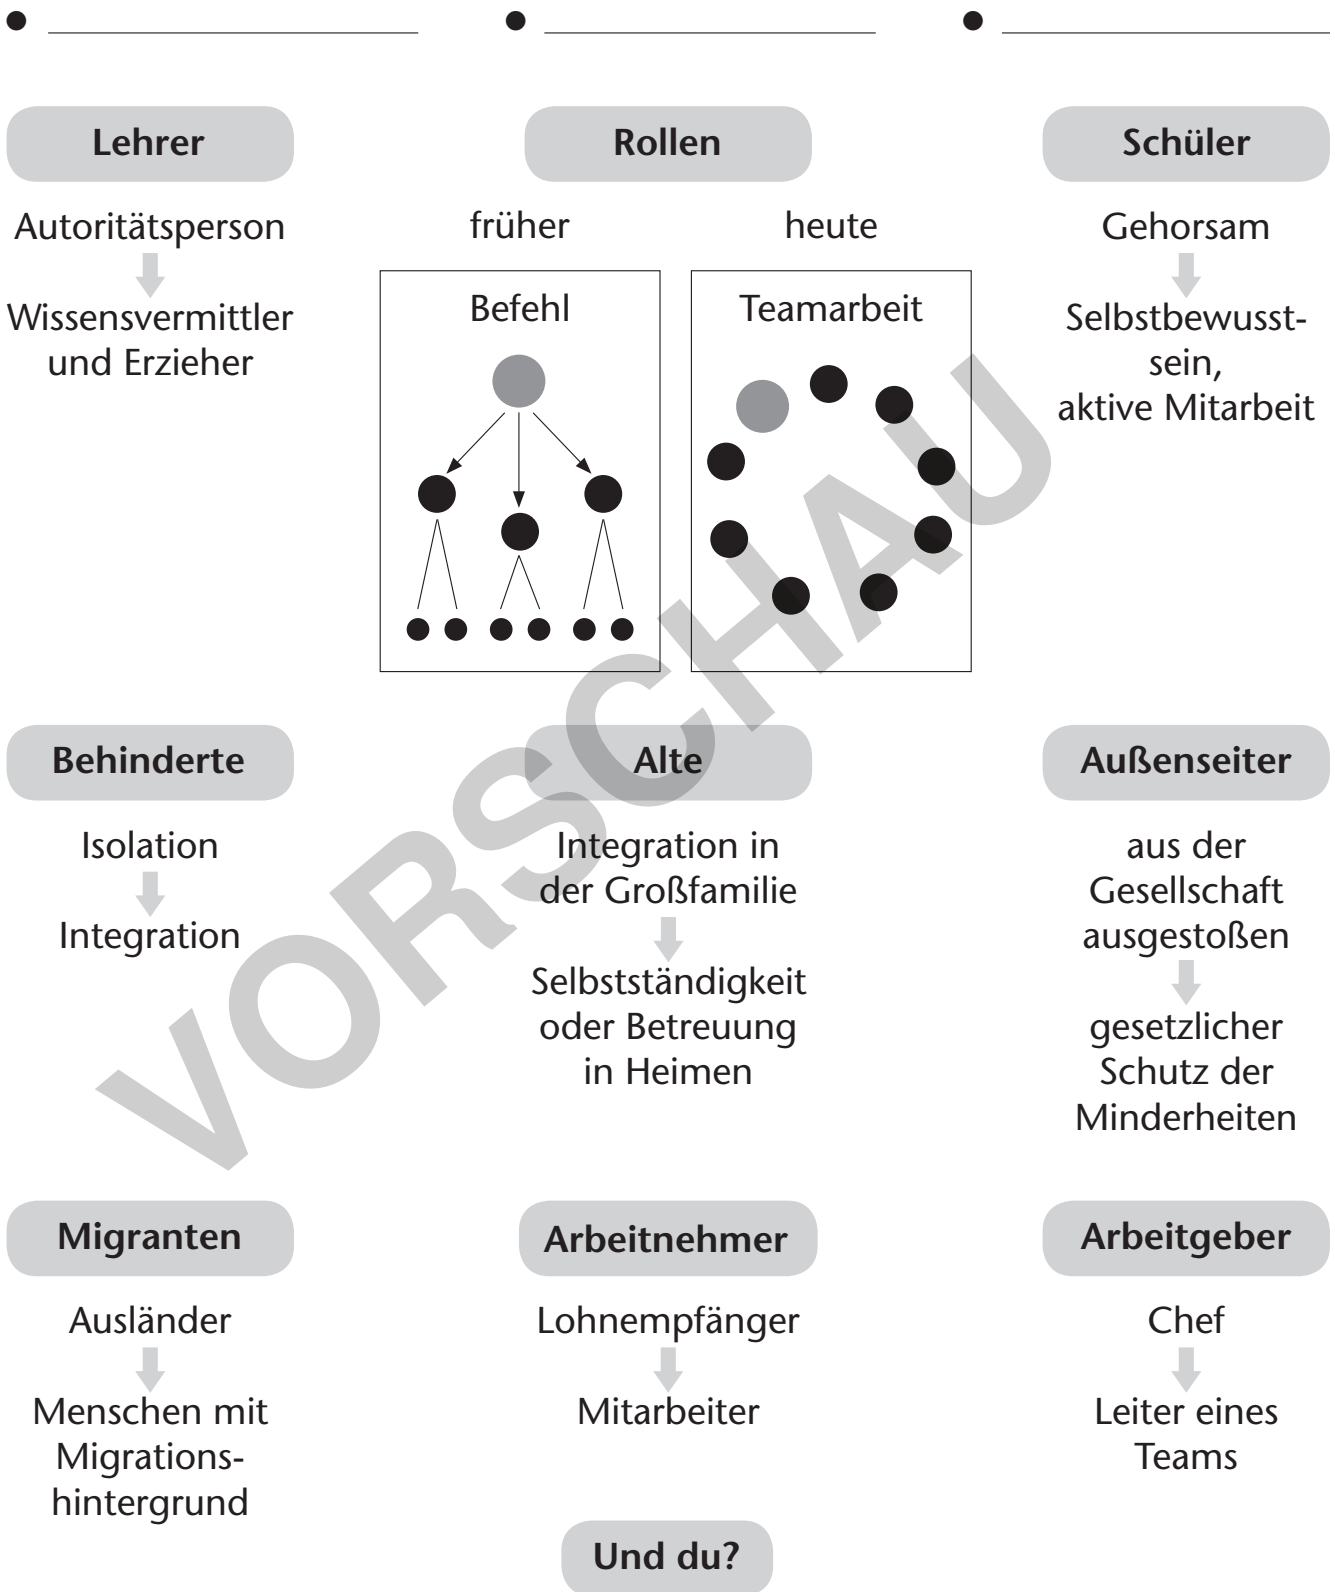 Lehrer
Rollen
Schüler
Autoritätsperson
Wissensvermittler
und Erzieher
früher
heute
Befehl
Teamarbeit
Gehorsam
Selbstbewusst-
sein,
aktive Mitarbeit
Behinderte
Isolation
Integration
Alte
Integration in
der Großfamilie
Selbstständigkeit
oder Betreuung
in Heimen
Außenseiter
aus der
Gesellschaft
ausgestoßen
gesetzlicher
Schutz der
Minderheiten
Migranten
Ausländer
Menschen mit
Migrations-
hintergrund
Arbeitnehmer
Lohnempfänger
Mitarbeiter
Arbeitgeber
Chef
Leiter eines
Teams
Und du?
VORSCHAU